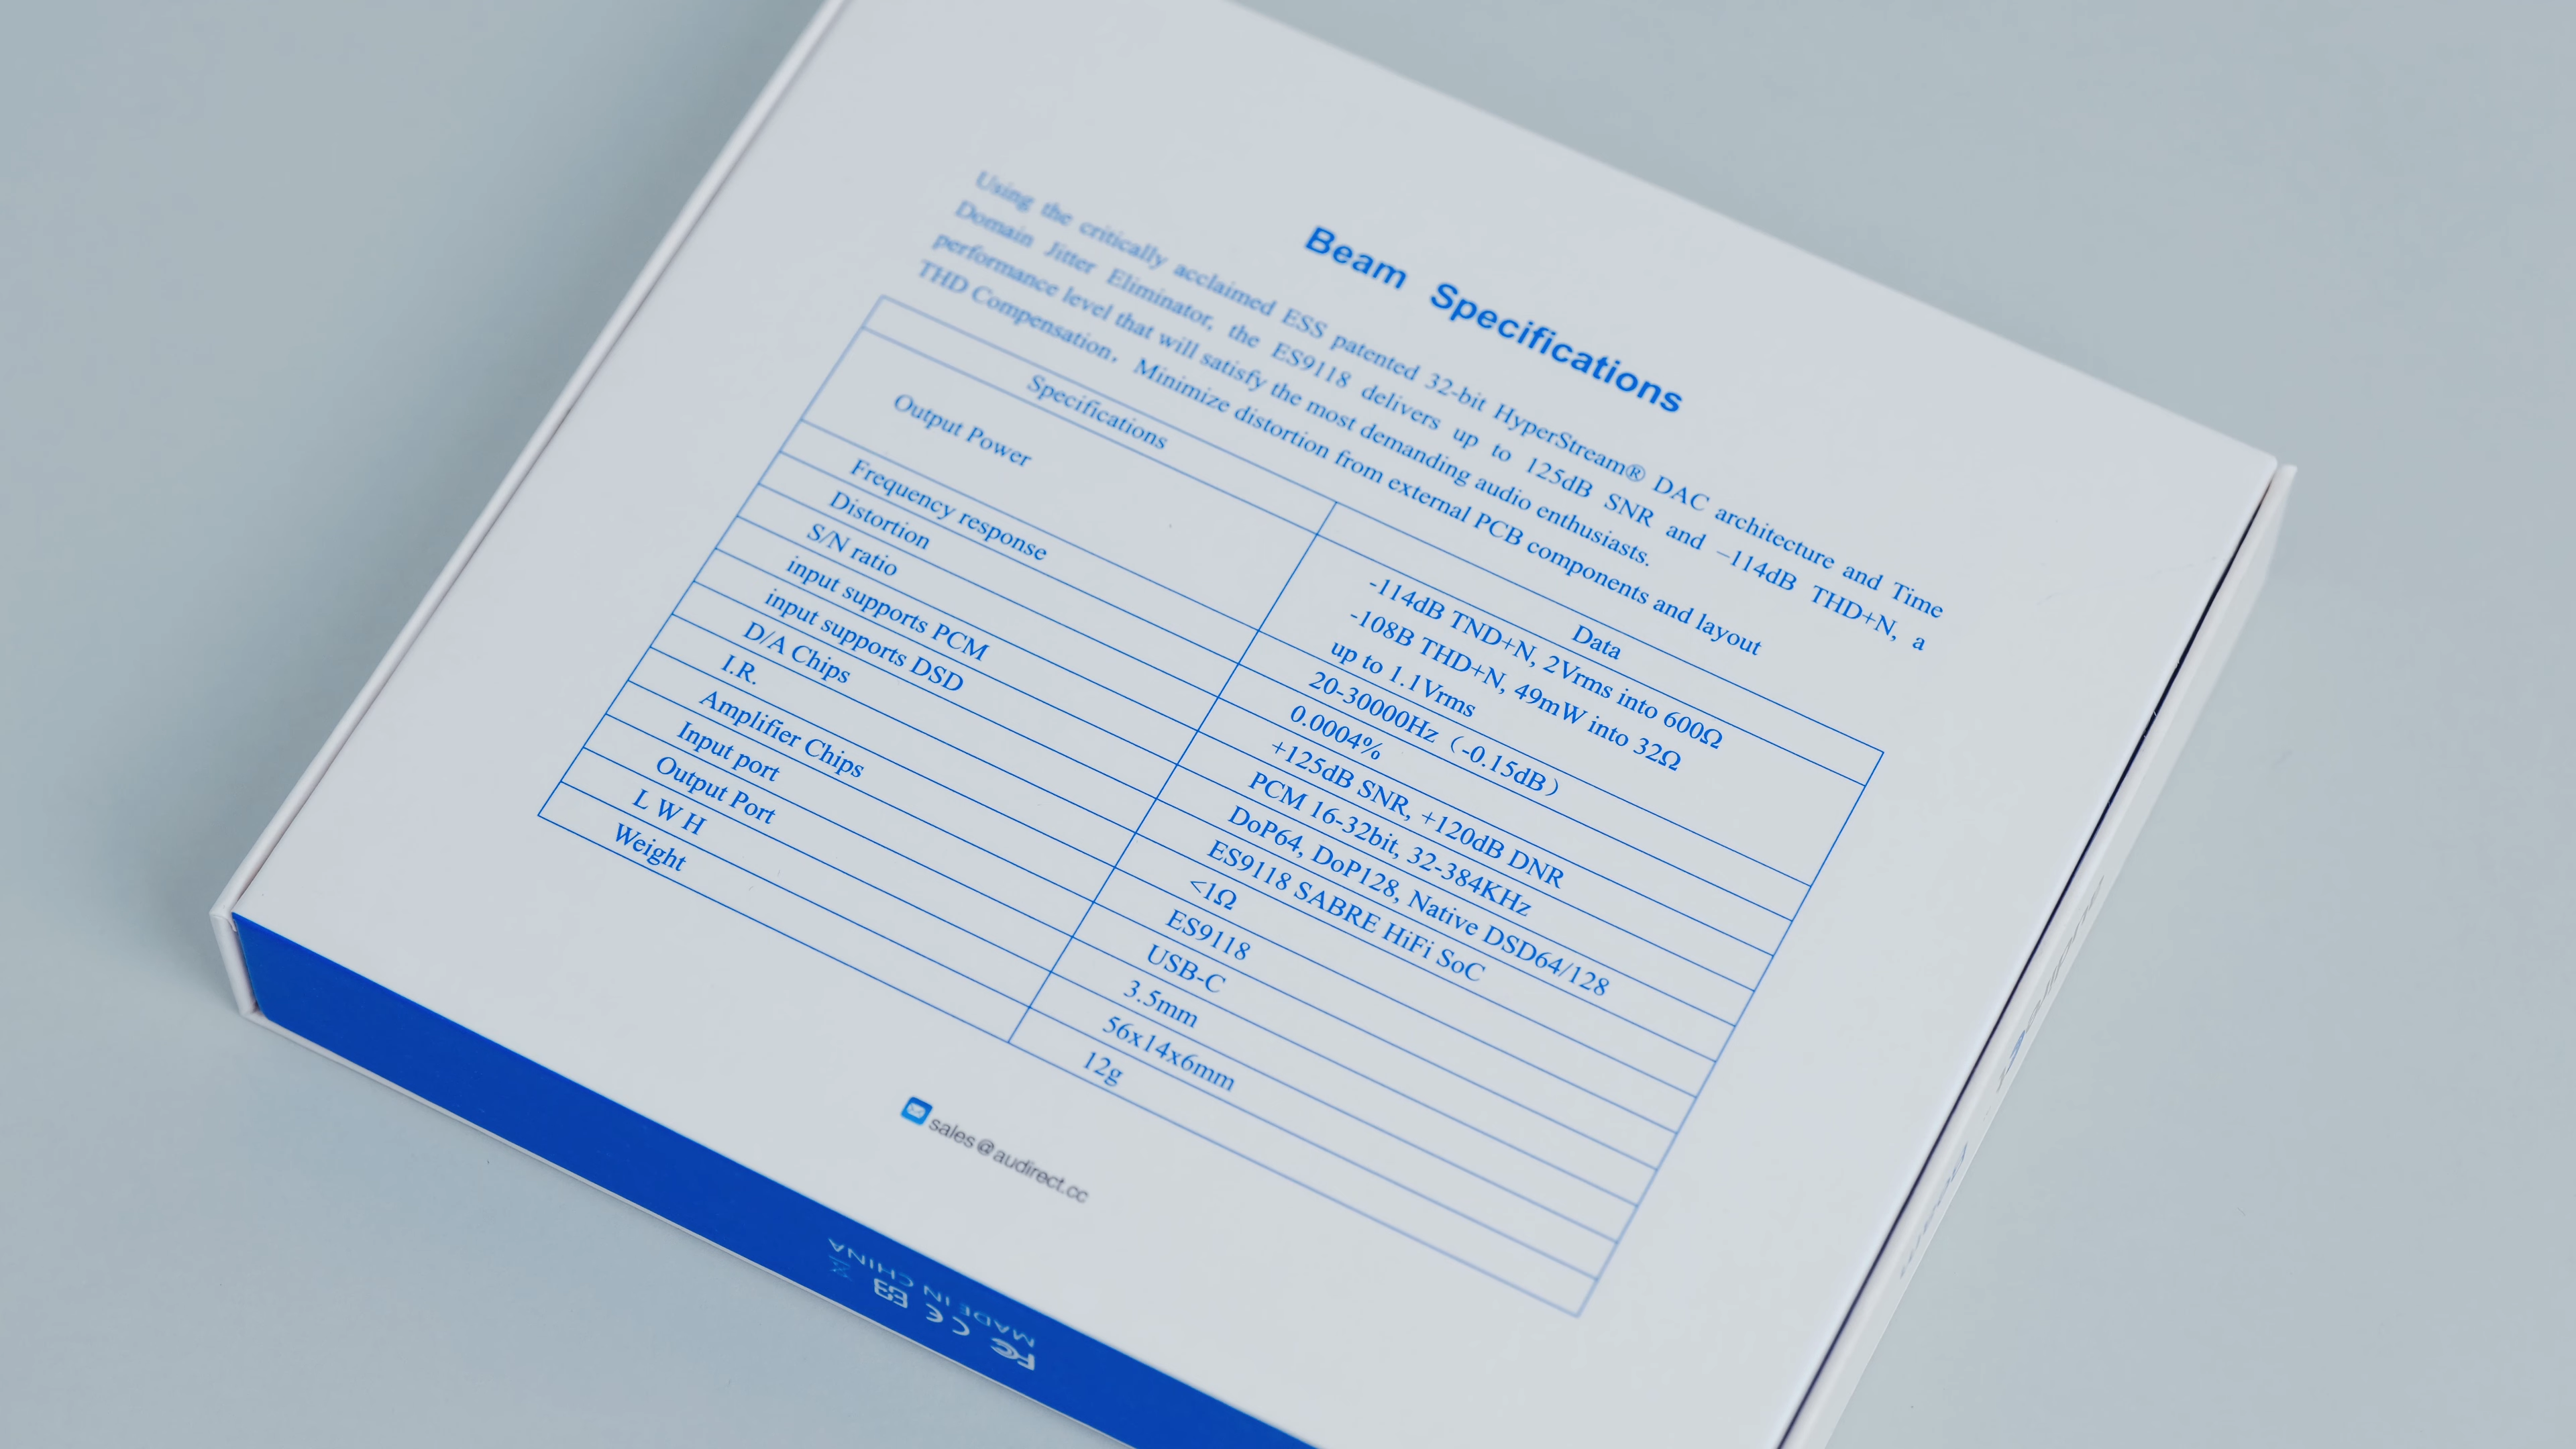 Beam Specifications
Using the critically acclaimed ESS patented 32-bit HyperStream® DAC architecture and Time
Domain Jitter Eliminator, the ES9118 delivers up to 125dB SNR and –114dB THD+N, a
performance level that will satisfy the most demanding audio enthusiasts.
THD Compensation, Minimize distortion from external PCB components and layout
Specifications Data
Output Power -114dB TND+N, 2Vrms into 600Ω
-108B THD+N, 49mW into 32Ω
up to 1.1Vrms
Frequency response 20-30000Hz（-0.15dB）
Distortion 0.0004%
S/N ratio +125dB SNR, +120dB DNR
input supports PCM PCM 16-32bit, 32-384KHz
input supports DSD DoP64, DoP128, Native DSD64/128
D/A Chips ES9118 SABRE HiFi SoC
I.R. <1Ω
Amplifier Chips ES9118
Input port USB-C
Output Port 3.5mm
L W H 56x14x6mm
Weight 12g
sales@audirect.cc
FC CE
MADE IN CHINA